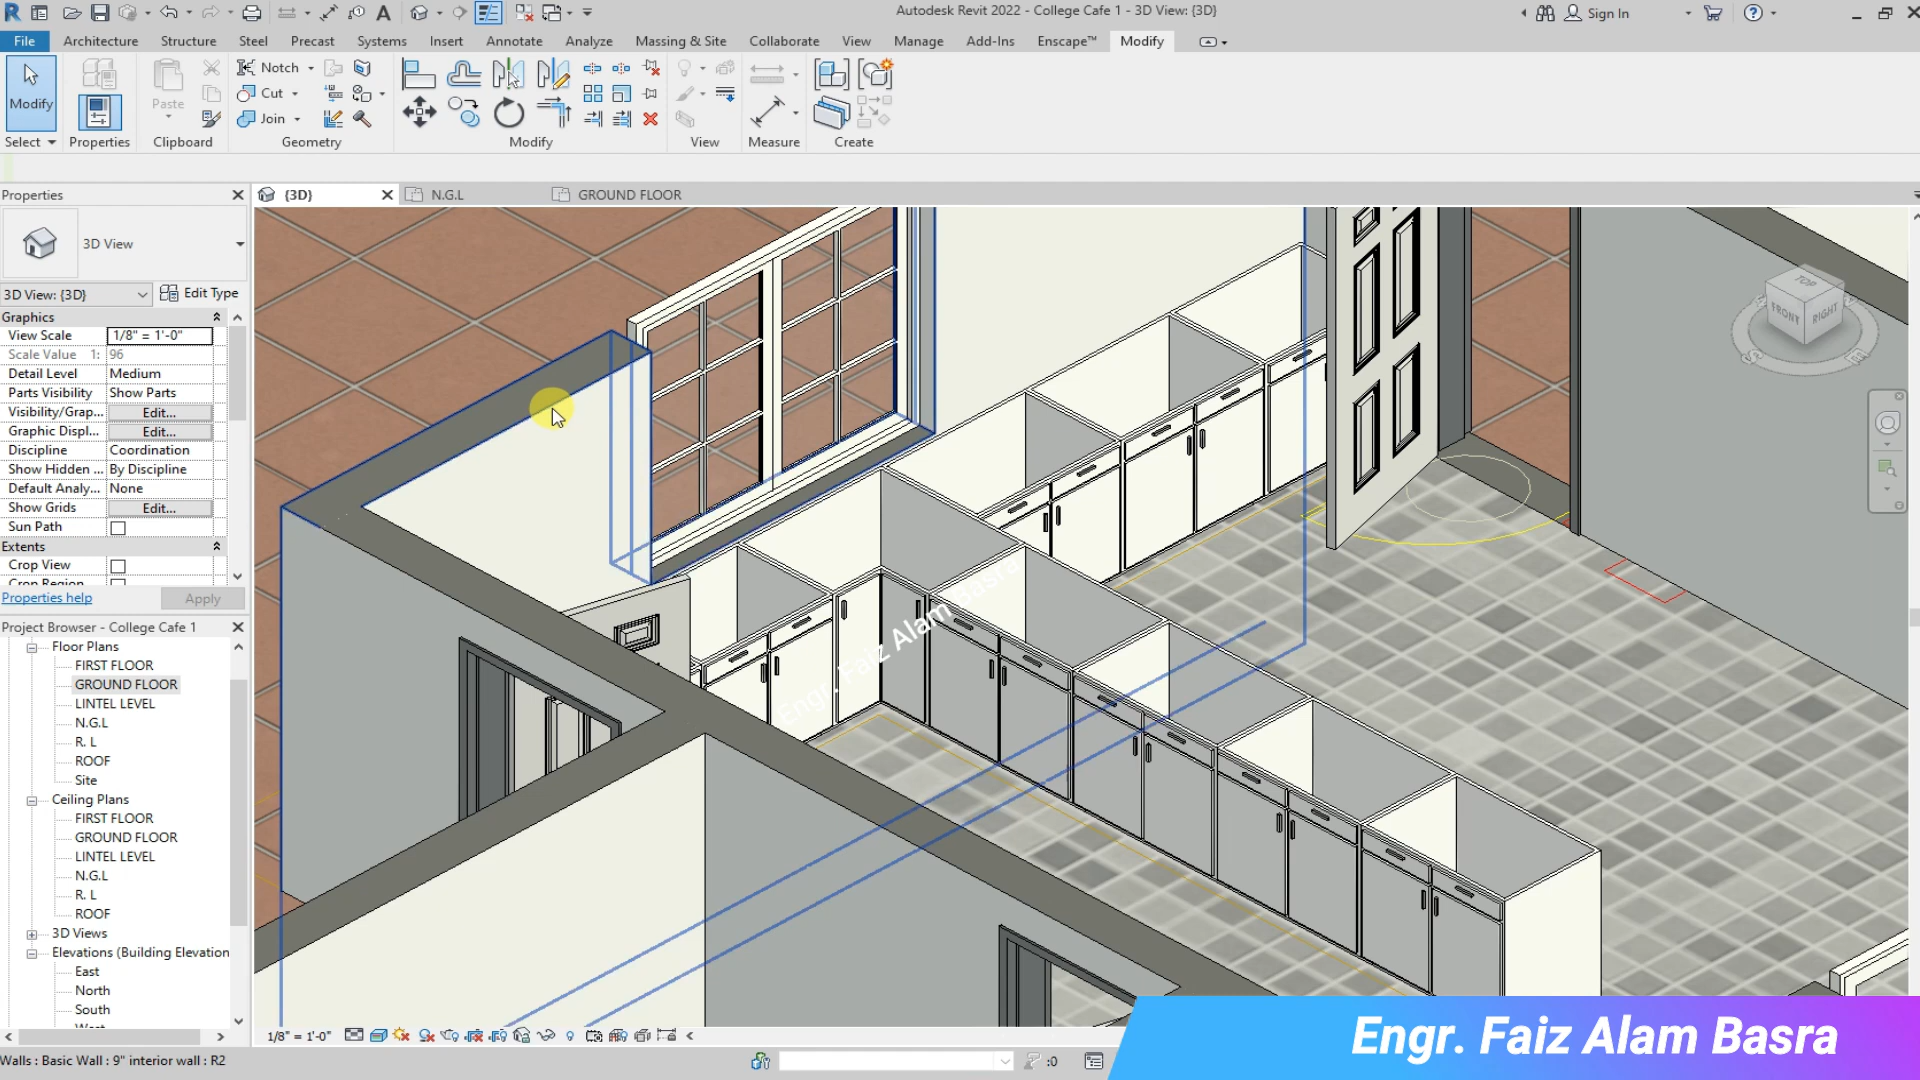 Autodesk Revit 2022 - College Cafe 1 - 3D View: {3D}
Sign In
File Architecture Structure Steel Precast Systems Insert Annotate Analyze Massing & Site Collaborate View Manage Add-Ins Enscape™ Modify
Modify
Paste
Notch
Cut
Join
Select Properties Clipboard Geometry Modify View Measure Create
Properties
{3D} N.G.L GROUND FLOOR
3D View
3D View: {3D} Edit Type
Graphics
View Scale 1/8" = 1'-0"
Scale Value 1: 96
Detail Level Medium
Parts Visibility Show Parts
Visibility/Grap... Edit...
Graphic Displ... Edit...
Discipline Coordination
Show Hidden ... By Discipline
Default Analy... None
Show Grids Edit...
Sun Path
Extents
Crop View
Crop Region
Properties help Apply
Project Browser - College Cafe 1
Floor Plans
FIRST FLOOR
GROUND FLOOR
LINTEL LEVEL
N.G.L
R. L
ROOF
Site
Ceiling Plans
FIRST FLOOR
GROUND FLOOR
LINTEL LEVEL
N.G.L
R. L
ROOF
3D Views
Elevations (Building Elevation
East
North
South
West
TOP
FRONT RIGHT
Engr. Faiz Alam Basra
1/8" = 1'-0"
Walls : Basic Wall : 9" interior wall : R2
:0
Engr. Faiz Alam Basra